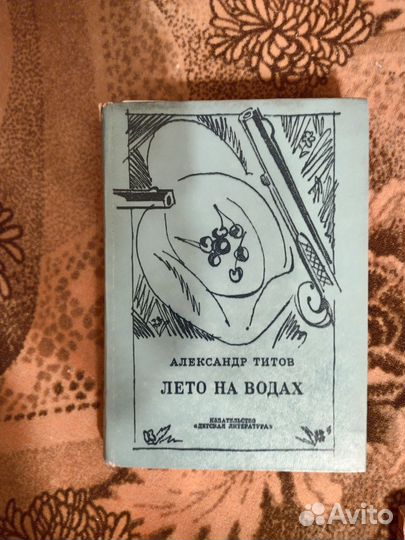 АЛЕКСАНДР ТИТОВ
ЛЕТО НА ВОДАХ
ИЗДАТЕЛЬСТВО
«ДЕТСКАЯ ЛИТЕРАТУРА»
Avito